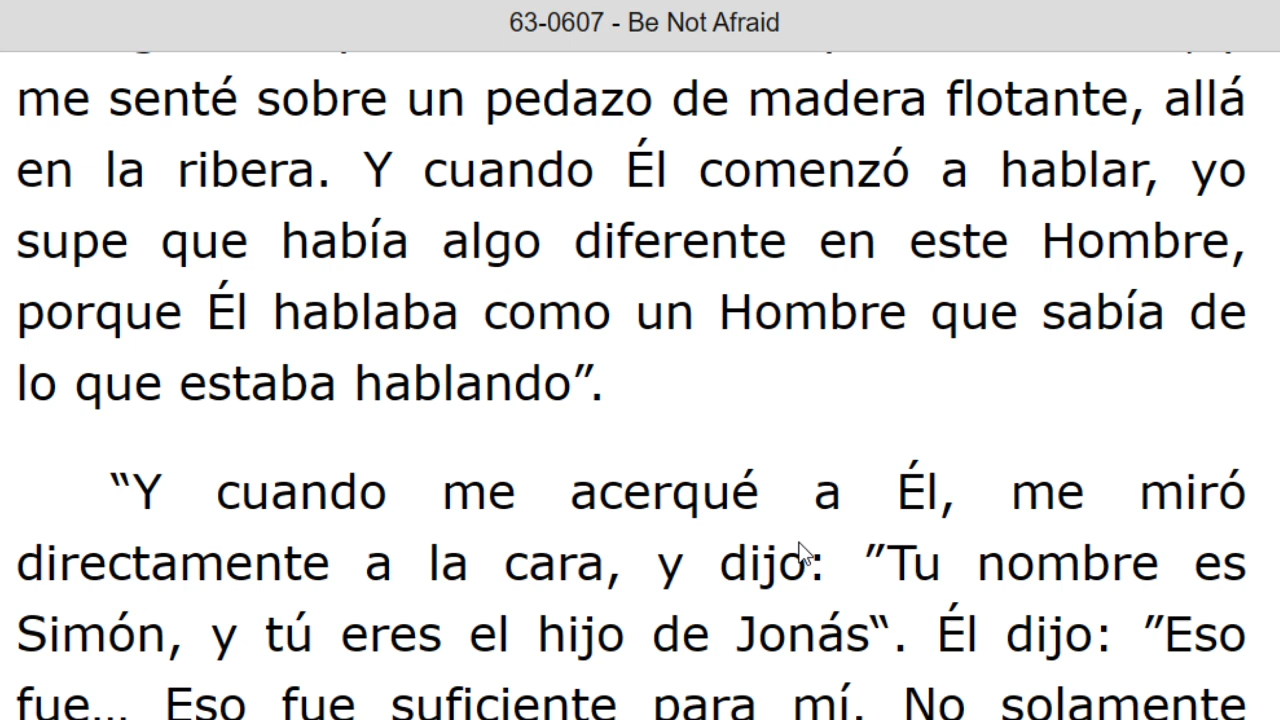 63-0607 - Be Not Afraid
me senté sobre un pedazo de madera flotante, allá
en la ribera. Y cuando Él comenzó a hablar, yo
supe que había algo diferente en este Hombre,
porque Él hablaba como un Hombre que sabía de
lo que estaba hablando”.
“Y cuando me acerqué a Él, me miró
directamente a la cara, y dijo: ”Tu nombre es
Simón, y tú eres el hijo de Jonás“. Él dijo: ”Eso
fue… Eso fue suficiente para mí. No solamente